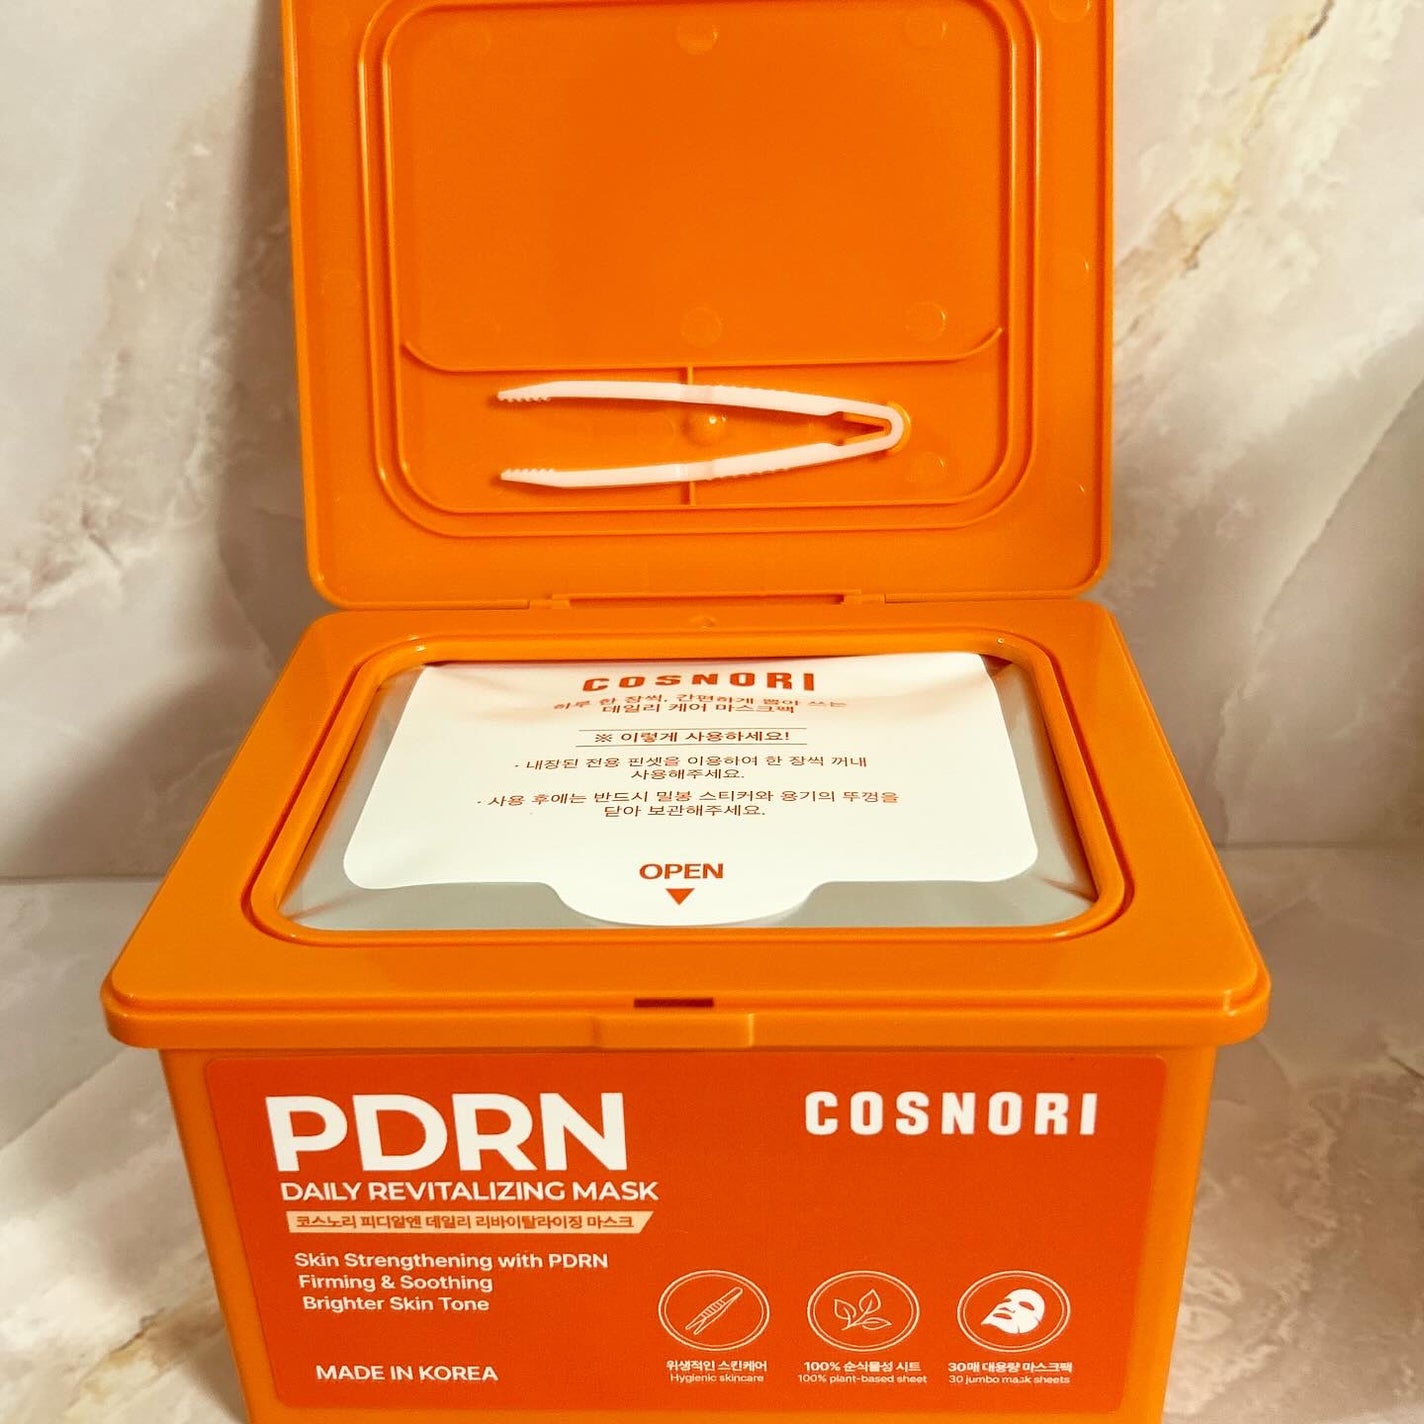 COSNORI
하루 한 장씩, 간편하게 뽑아 쓰는
데일리 케어 마스크팩
※ 이렇게 사용하세요!
· 내장된 전용 핀셋을 이용하여 한 장씩 꺼내
사용해주세요.
· 사용 후에는 반드시 밀봉 스티커와 용기의 뚜껑을
닫아 보관해주세요.
OPEN
PDRN
COSNORI
DAILY REVITALIZING MASK
코스노리 피디알엔 데일리 리바이탈라이징 마스크
Skin Strengthening with PDRN
Firming & Soothing
Brighter Skin Tone
위생적인 스킨케어
Hygienic skincare
100% 순식물성 시트
100% plant-based sheet
30매 대용량 마스크팩
30 jumbo mask sheets
MADE IN KOREA